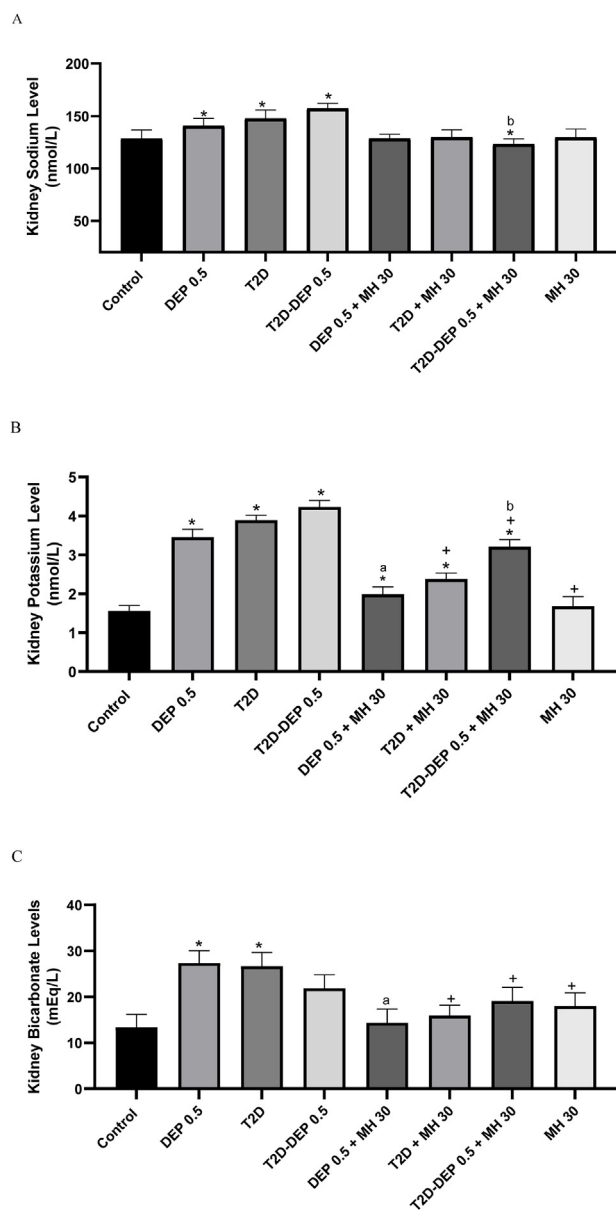 A
Kidney Sodium Level
(nmol/L)
200
150
100
50
*
*
*
b
*
Control
DEP 0.5
T2D
T2D-DEP 0.5
DEP 0.5 + MH 30
T2D + MH 30
T2D-DEP 0.5 + MH 30
MH 30
B
Kidney Potassium Level
(nmol/L)
5
4
3
2
1
0
*
*
*
a
*
+
*
b
+
*
+
Control
DEP 0.5
T2D
T2D-DEP 0.5
DEP 0.5 + MH 30
T2D + MH 30
T2D-DEP 0.5 + MH 30
MH 30
C
Kidney Bicarbonate Levels
(mEq/L)
40
30
20
10
0
*
*
a
+
+
+
Control
DEP 0.5
T2D
T2D-DEP 0.5
DEP 0.5 + MH 30
T2D + MH 30
T2D-DEP 0.5 + MH 30
MH 30